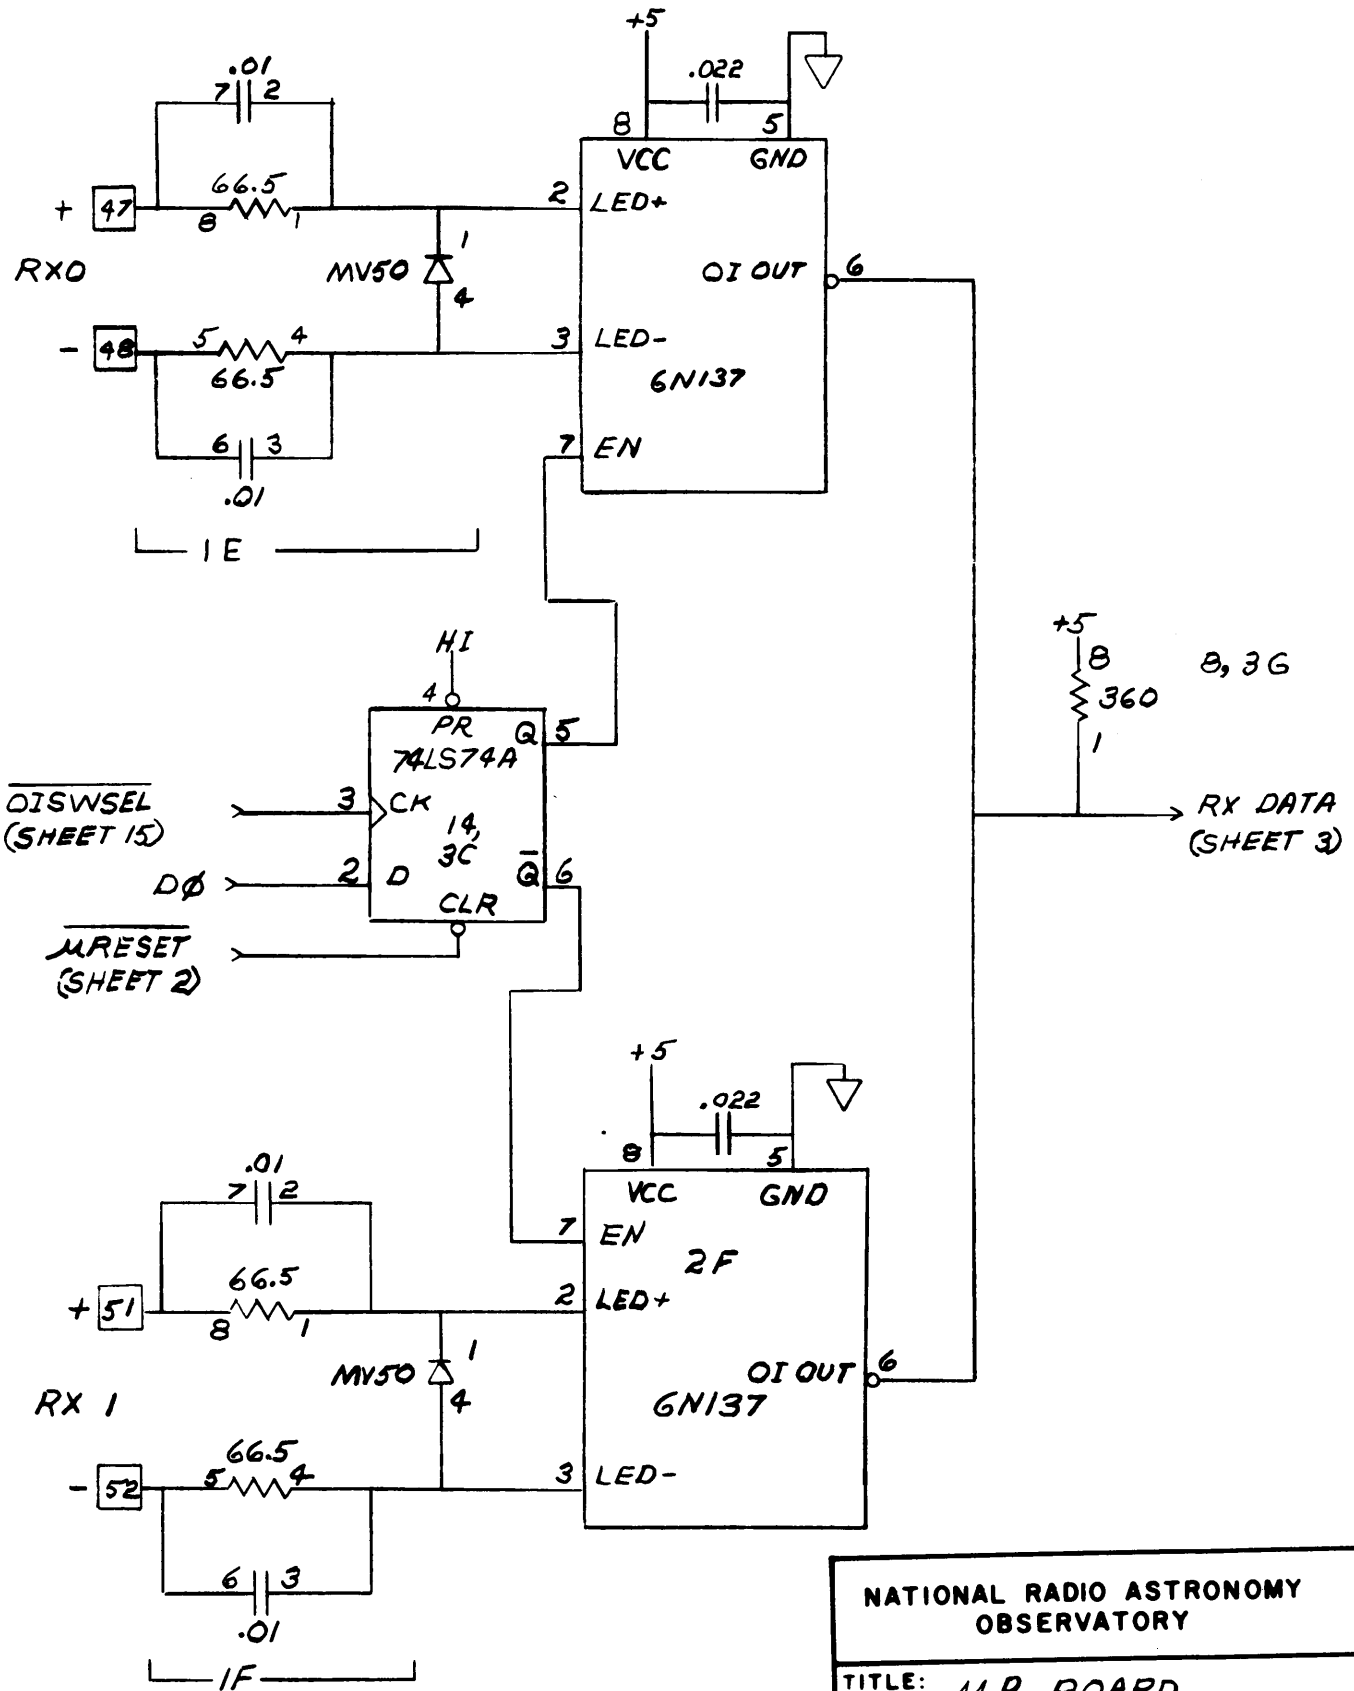 +5
.01
7 2
.022
8
5
VCC
GND
66.5
+ 47
8 1
2 LED+
RX0
MV50
1
4
OI OUT 6
- 48
5 4
66.5
3 LED-
6N137
6 3
.01
7 EN
1E
HI
4
PR
Q 5
74LS74A
+5
8
360
1
8, 3G
OISWSEL
(SHEET 15)
3 CK
14,
3C
RX DATA
(SHEET 3)
DØ
2 D
Q 6
CLR
μRESET
(SHEET 2)
+5
.022
8
5
VCC
GND
.01
7 2
7 EN
2F
66.5
+ 51
8 1
2 LED+
RX 1
MV50
1
4
OI OUT 6
6N137
66.5
- 52
5 4
3 LED-
6 3
.01
1F
NATIONAL RADIO ASTRONOMY
OBSERVATORY
TITLE: